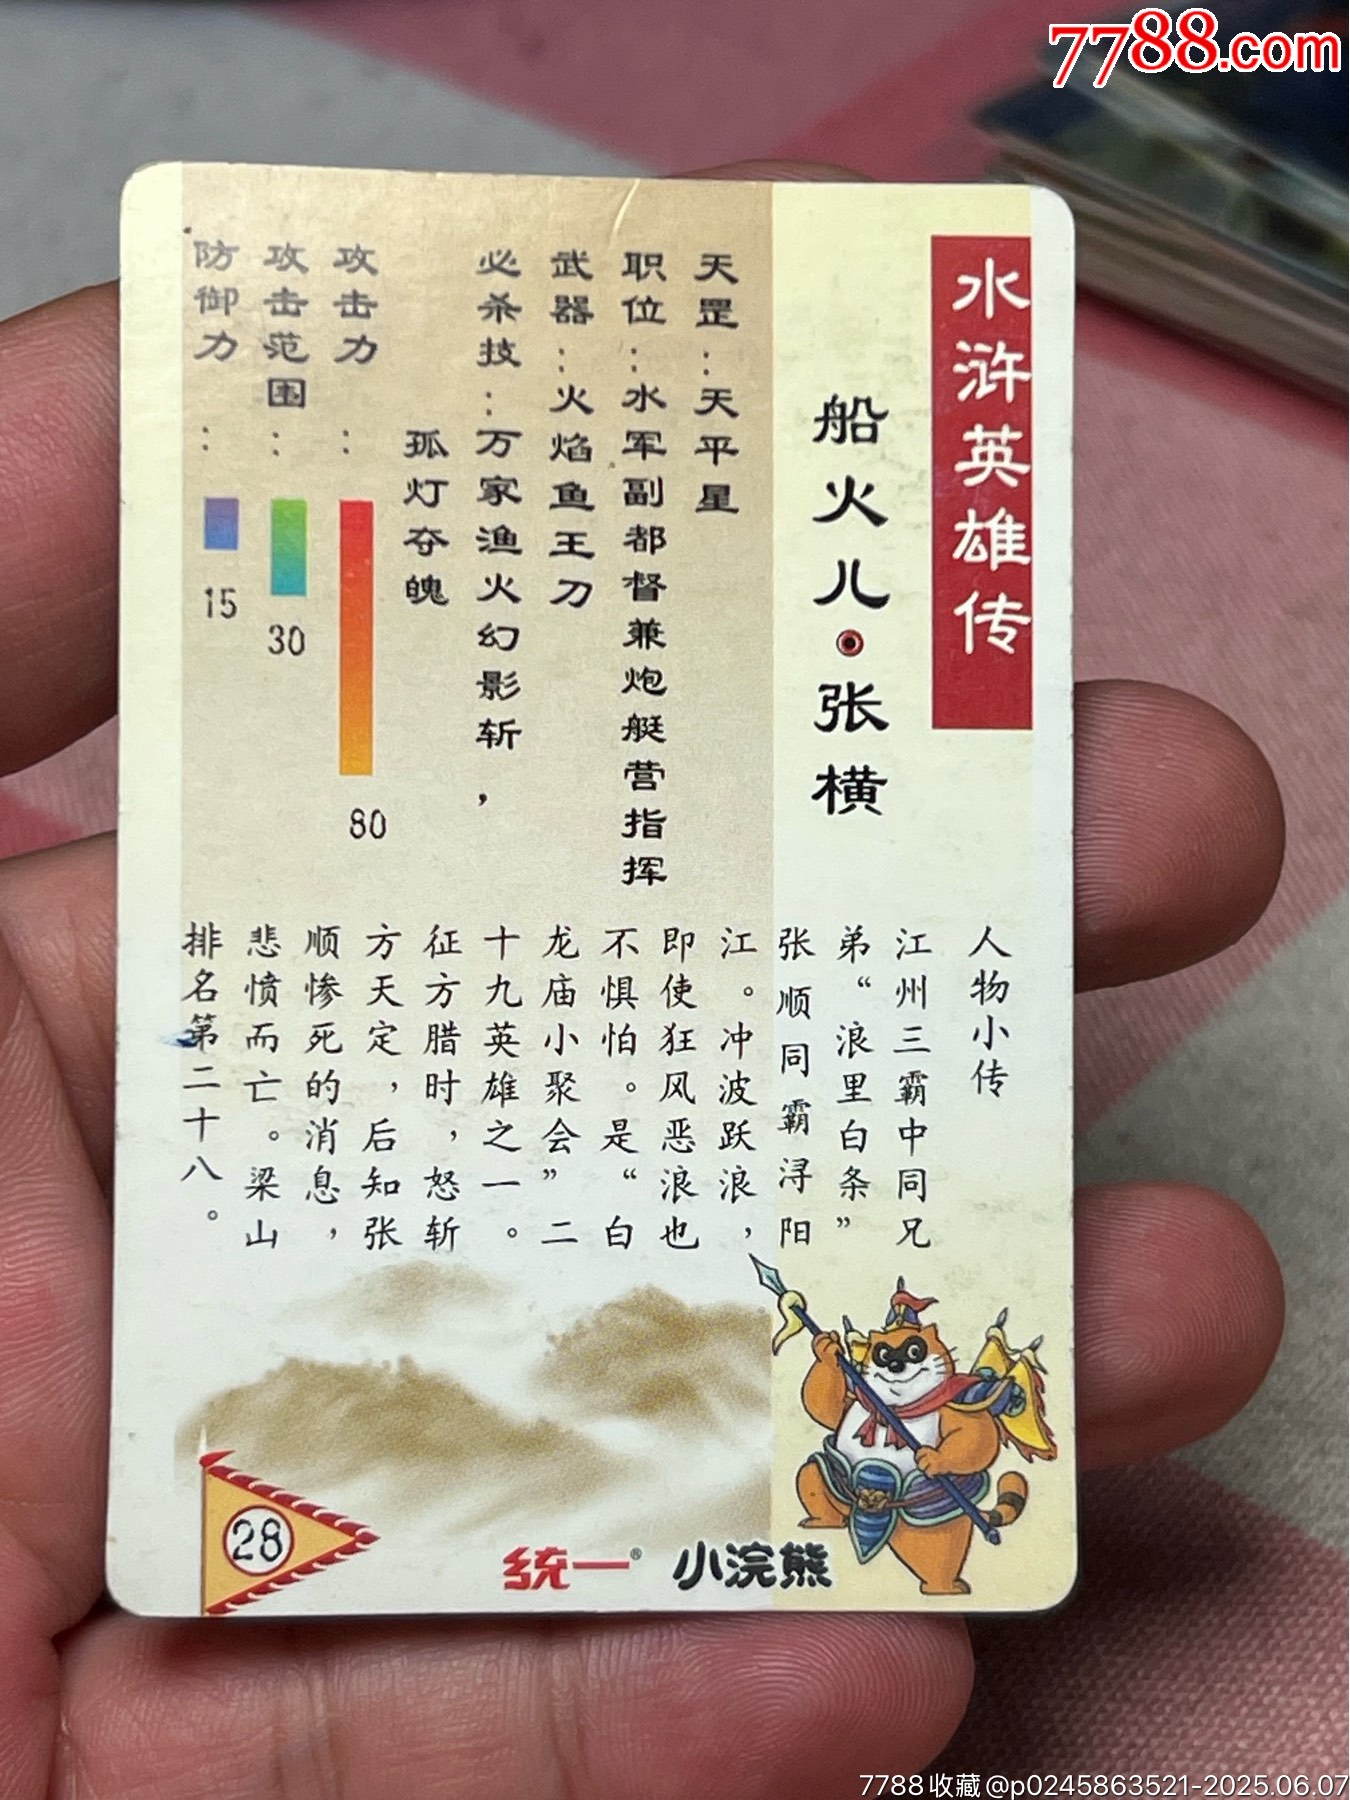 7788.com
水浒英雄传
船火儿·张横
天罡：天平星
职位：水军副都督兼炮艇营指挥
武器：火焰鱼王刀
必杀技：万家渔火幻影斩，
孤灯夺魄
攻击力：80
攻击范围：30
防御力：15
人物小传
江州三霸中同兄
弟“浪里白条”
张顺同霸浔阳
江。冲波跃浪，
即使狂风恶浪也
不惧怕。是“白
龙庙小聚会”二
十九英雄之一。
征方腊时，怒斩
方天定，后知张
顺惨死的消息，
悲愤而亡。梁山
排名第二十八。
28
统一® 小浣熊
7788收藏@p0245863521-2025.06.07